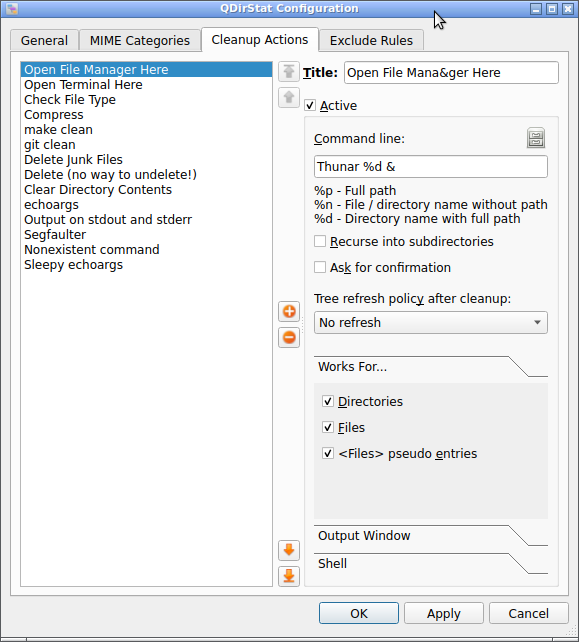 QDirStat Configuration
General
MIME Categories
Cleanup Actions
Exclude Rules
Open File Manager Here
Open Terminal Here
Check File Type
Compress
make clean
git clean
Delete Junk Files
Delete (no way to undelete!)
Clear Directory Contents
echoargs
Output on stdout and stderr
Segfaulter
Nonexistent command
Sleepy echoargs
Title: Open File Mana&ger Here
Active
Command line:
Thunar %d &
%p - Full path
%n - File / directory name without path
%d - Directory name with full path
Recurse into subdirectories
Ask for confirmation
Tree refresh policy after cleanup:
No refresh
Works For...
Directories
Files
<Files> pseudo entries
Output Window
Shell
OK
Apply
Cancel